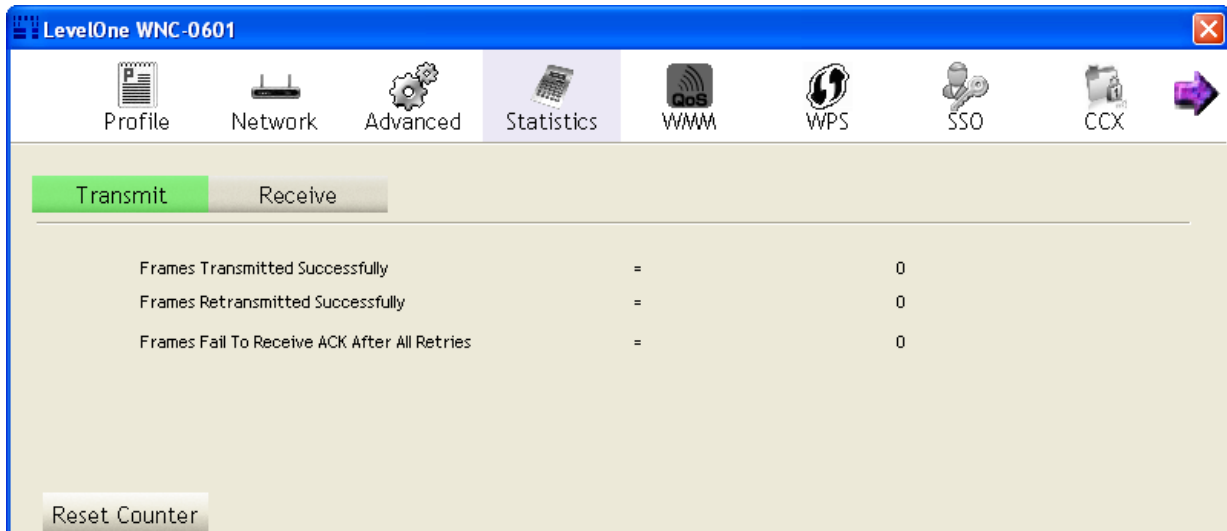 LevelOne WNC-0601
Profile Network Advanced Statistics QoS WMM WPS SSO CCX
Transmit Receive
Frames Transmitted Successfully = 0
Frames Retransmitted Successfully = 0
Frames Fail To Receive ACK After All Retries = 0
Reset Counter